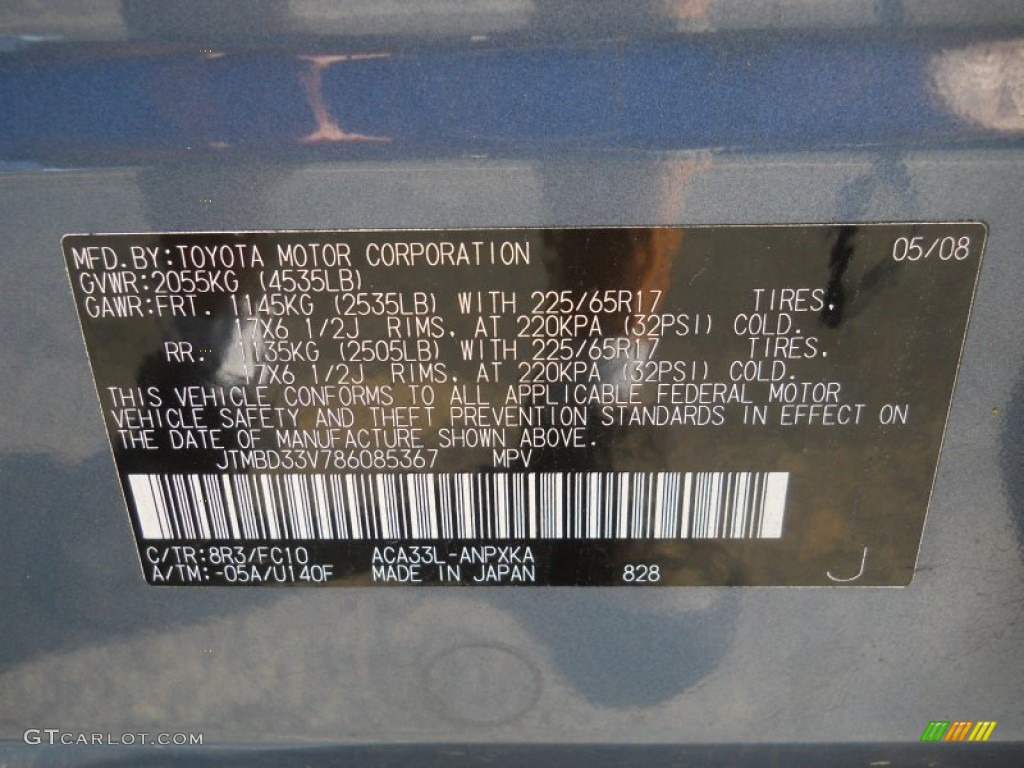 MFD.BY:TOYOTA MOTOR CORPORATION 05/08
GVWR:2055KG (4535LB)
GAWR:FRT. 1145KG (2535LB) WITH 225/65R17 TIRES,
17X6 1/2J RIMS, AT 220KPA (32PSI) COLD.
RR: 1135KG (2505LB) WITH 225/65R17 TIRES,
17X6 1/2J RIMS, AT 220KPA (32PSI) COLD.
THIS VEHICLE CONFORMS TO ALL APPLICABLE FEDERAL MOTOR
VEHICLE SAFETY AND THEFT PREVENTION STANDARDS IN EFFECT ON
THE DATE OF MANUFACTURE SHOWN ABOVE.
JTMBD33V786085367 MPV
C/TR:8R3/FC10 ACA33L-ANPXKA
A/TM:-05A/U140F MADE IN JAPAN 828 J
GTCARLOT.COM